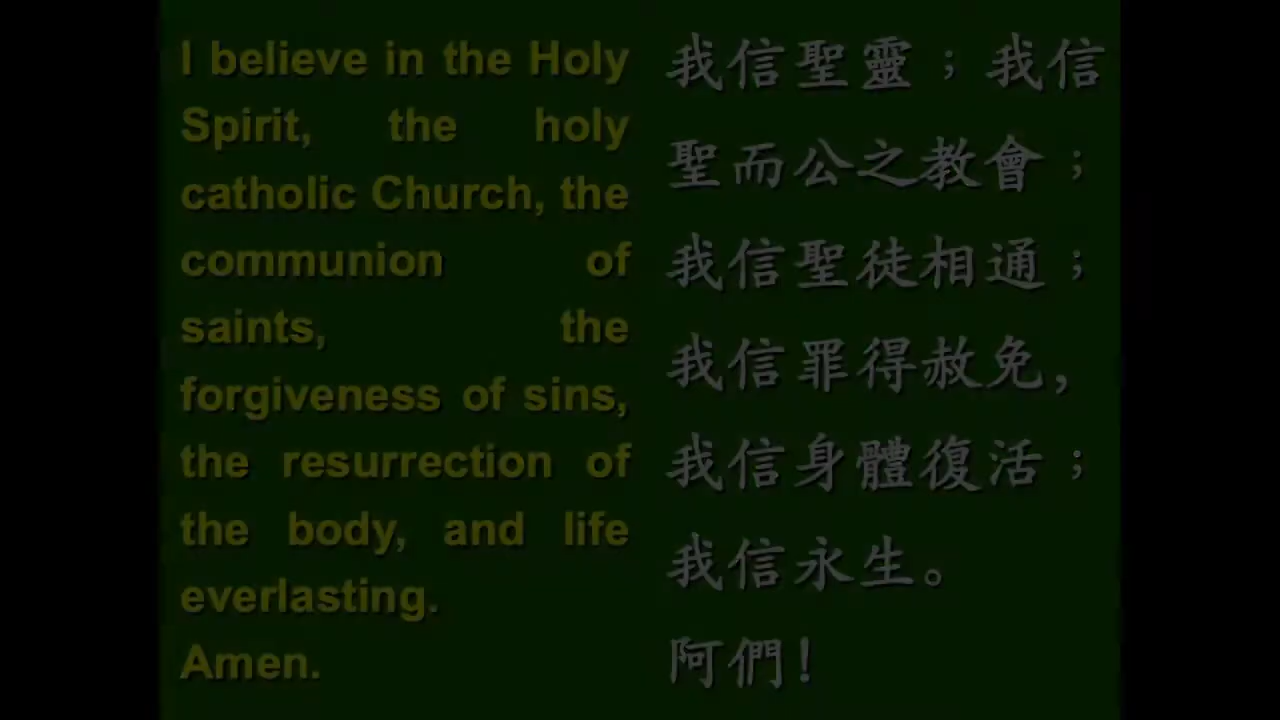 I believe in the Holy
Spirit, the holy
catholic Church, the
communion of
saints, the
forgiveness of sins,
the resurrection of
the body, and life
everlasting.
Amen.
我信聖靈；我信
聖而公之教會；
我信聖徒相通；
我信罪得赦免，
我信身體復活；
我信永生。
阿們！